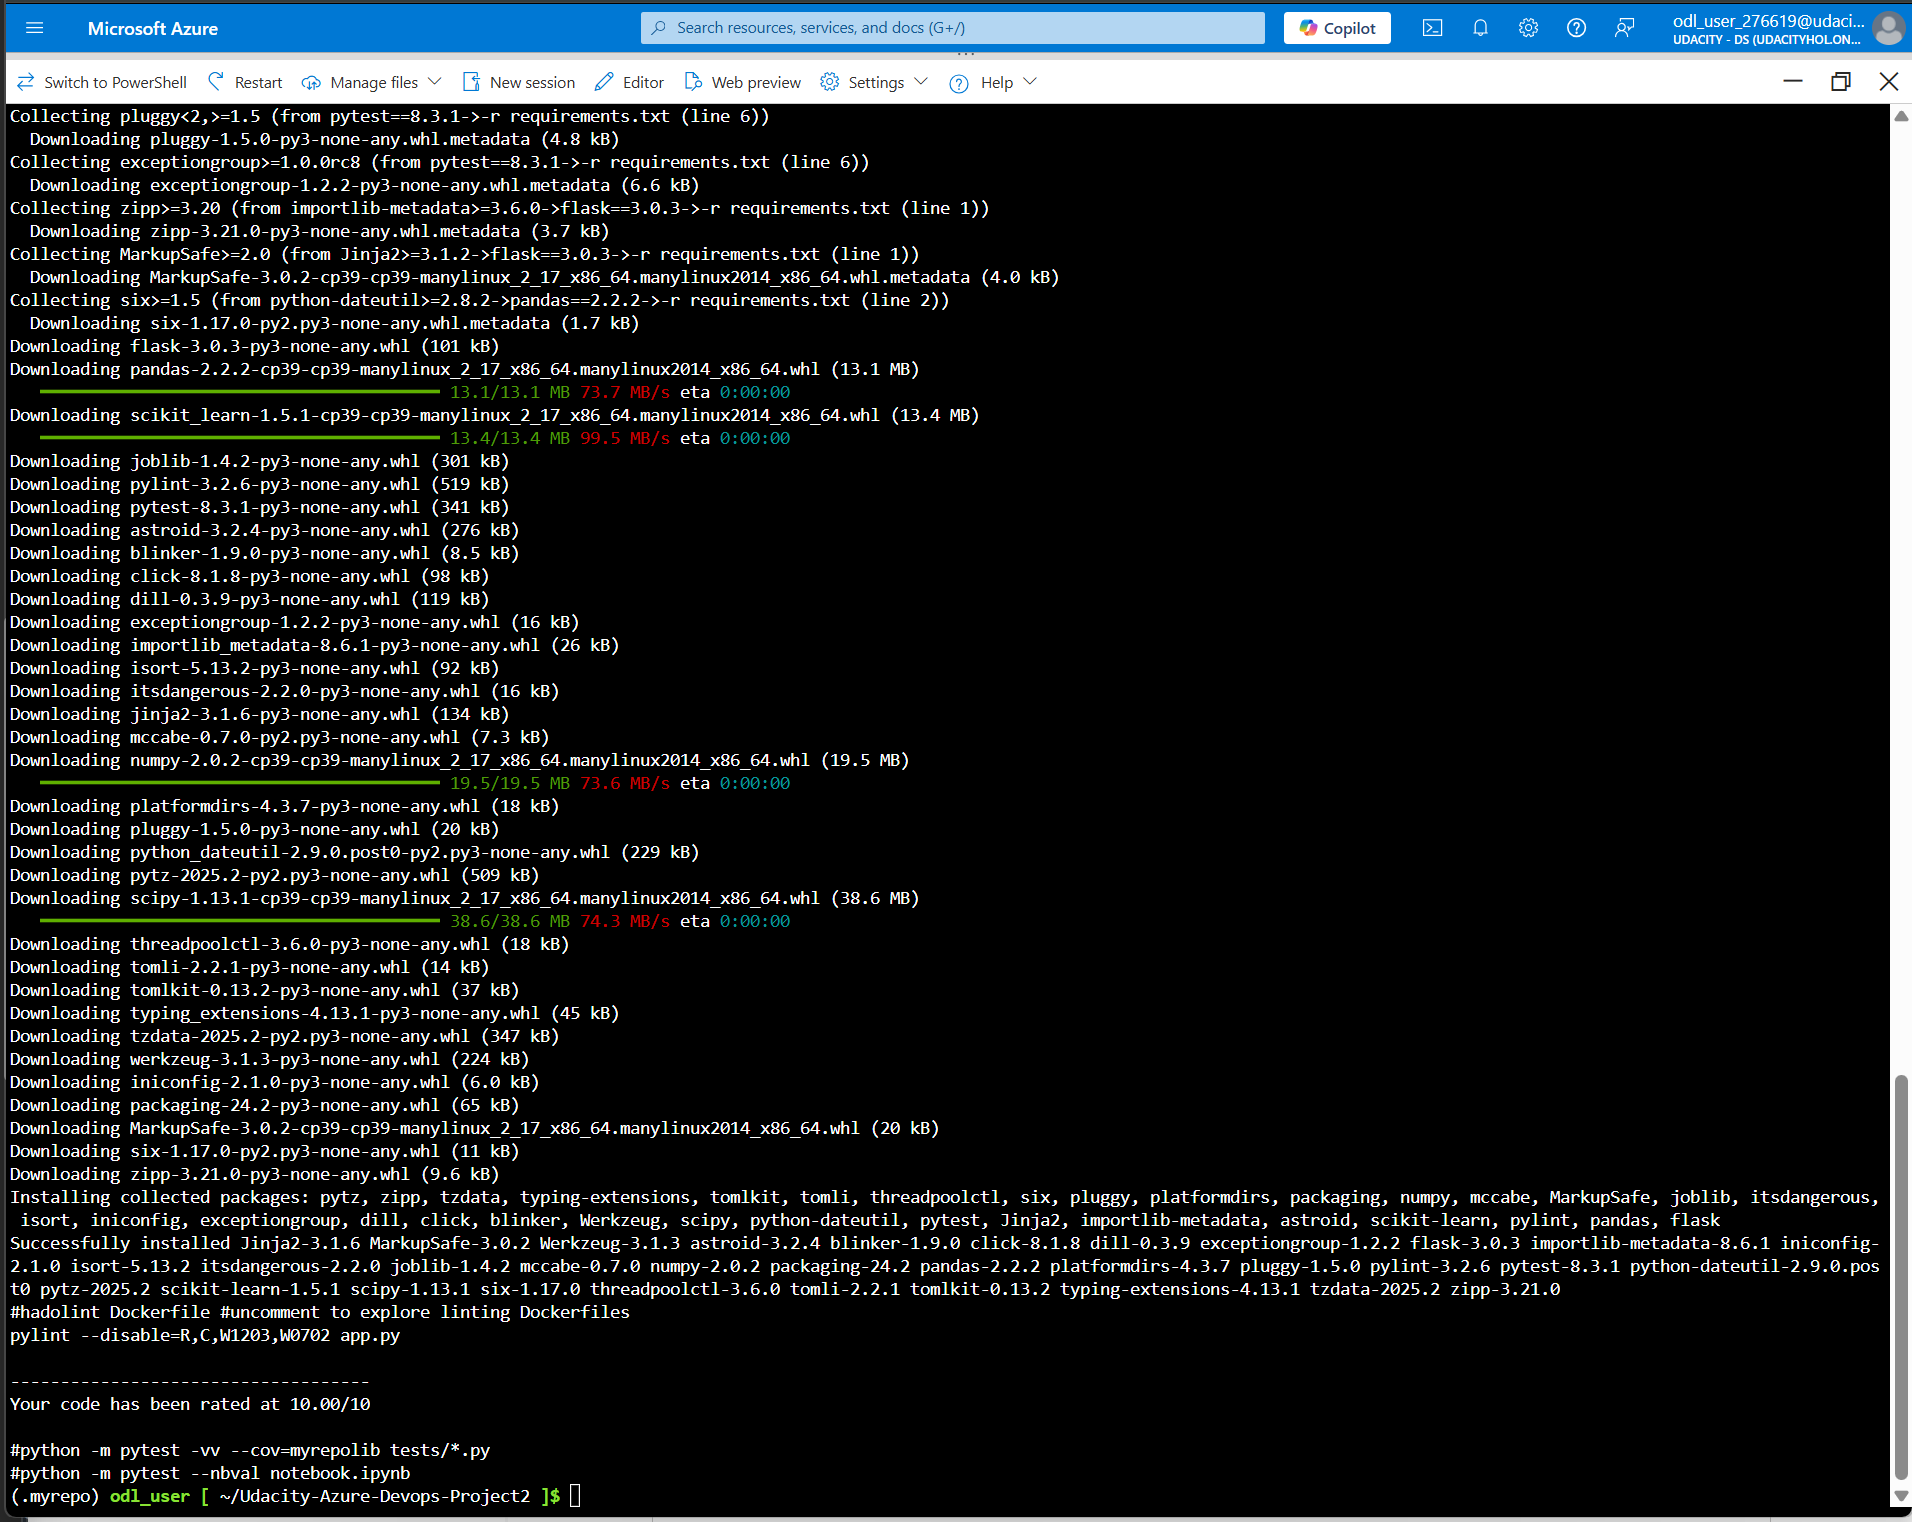 Microsoft Azure
Search resources, services, and docs (G+/)
Copilot
odl_user_276619@udaci...
UDACITY - DS (UDACITYHOL.ON...
Switch to PowerShell
Restart
Manage files
New session
Editor
Web preview
Settings
Help
Collecting pluggy<2,>=1.5 (from pytest==8.3.1->-r requirements.txt (line 6))
Downloading pluggy-1.5.0-py3-none-any.whl.metadata (4.8 kB)
Collecting exceptiongroup>=1.0.0rc8 (from pytest==8.3.1->-r requirements.txt (line 6))
Downloading exceptiongroup-1.2.2-py3-none-any.whl.metadata (6.6 kB)
Collecting zipp>=3.20 (from importlib-metadata>=3.6.0->flask==3.0.3->-r requirements.txt (line 1))
Downloading zipp-3.21.0-py3-none-any.whl.metadata (3.7 kB)
Collecting MarkupSafe>=2.0 (from Jinja2>=3.1.2->flask==3.0.3->-r requirements.txt (line 1))
Downloading MarkupSafe-3.0.2-cp39-cp39-manylinux_2_17_x86_64.manylinux2014_x86_64.whl.metadata (4.0 kB)
Collecting six>=1.5 (from python-dateutil>=2.8.2->pandas==2.2.2->-r requirements.txt (line 2))
Downloading six-1.17.0-py2.py3-none-any.whl.metadata (1.7 kB)
Downloading flask-3.0.3-py3-none-any.whl (101 kB)
Downloading pandas-2.2.2-cp39-cp39-manylinux_2_17_x86_64.manylinux2014_x86_64.whl (13.1 MB)
13.1/13.1 MB 73.7 MB/s eta 0:00:00
Downloading scikit_learn-1.5.1-cp39-cp39-manylinux_2_17_x86_64.manylinux2014_x86_64.whl (13.4 MB)
13.4/13.4 MB 99.5 MB/s eta 0:00:00
Downloading joblib-1.4.2-py3-none-any.whl (301 kB)
Downloading pylint-3.2.6-py3-none-any.whl (519 kB)
Downloading pytest-8.3.1-py3-none-any.whl (341 kB)
Downloading astroid-3.2.4-py3-none-any.whl (276 kB)
Downloading blinker-1.9.0-py3-none-any.whl (8.5 kB)
Downloading click-8.1.8-py3-none-any.whl (98 kB)
Downloading dill-0.3.9-py3-none-any.whl (119 kB)
Downloading exceptiongroup-1.2.2-py3-none-any.whl (16 kB)
Downloading importlib_metadata-8.6.1-py3-none-any.whl (26 kB)
Downloading isort-5.13.2-py3-none-any.whl (92 kB)
Downloading itsdangerous-2.2.0-py3-none-any.whl (16 kB)
Downloading jinja2-3.1.6-py3-none-any.whl (134 kB)
Downloading mccabe-0.7.0-py2.py3-none-any.whl (7.3 kB)
Downloading numpy-2.0.2-cp39-cp39-manylinux_2_17_x86_64.manylinux2014_x86_64.whl (19.5 MB)
19.5/19.5 MB 73.6 MB/s eta 0:00:00
Downloading platformdirs-4.3.7-py3-none-any.whl (18 kB)
Downloading pluggy-1.5.0-py3-none-any.whl (20 kB)
Downloading python_dateutil-2.9.0.post0-py2.py3-none-any.whl (229 kB)
Downloading pytz-2025.2-py2.py3-none-any.whl (509 kB)
Downloading scipy-1.13.1-cp39-cp39-manylinux_2_17_x86_64.manylinux2014_x86_64.whl (38.6 MB)
38.6/38.6 MB 74.3 MB/s eta 0:00:00
Downloading threadpoolctl-3.6.0-py3-none-any.whl (18 kB)
Downloading tomli-2.2.1-py3-none-any.whl (14 kB)
Downloading tomlkit-0.13.2-py3-none-any.whl (37 kB)
Downloading typing_extensions-4.13.1-py3-none-any.whl (45 kB)
Downloading tzdata-2025.2-py2.py3-none-any.whl (347 kB)
Downloading werkzeug-3.1.3-py3-none-any.whl (224 kB)
Downloading iniconfig-2.1.0-py3-none-any.whl (6.0 kB)
Downloading packaging-24.2-py3-none-any.whl (65 kB)
Downloading MarkupSafe-3.0.2-cp39-cp39-manylinux_2_17_x86_64.manylinux2014_x86_64.whl (20 kB)
Downloading six-1.17.0-py2.py3-none-any.whl (11 kB)
Downloading zipp-3.21.0-py3-none-any.whl (9.6 kB)
Installing collected packages: pytz, zipp, tzdata, typing-extensions, tomlkit, tomli, threadpoolctl, six, pluggy, platformdirs, packaging, numpy, mccabe, MarkupSafe, joblib, itsdangerous,
isort, iniconfig, exceptiongroup, dill, click, blinker, Werkzeug, scipy, python-dateutil, pytest, Jinja2, importlib-metadata, astroid, scikit-learn, pylint, pandas, flask
Successfully installed Jinja2-3.1.6 MarkupSafe-3.0.2 Werkzeug-3.1.3 astroid-3.2.4 blinker-1.9.0 click-8.1.8 dill-0.3.9 exceptiongroup-1.2.2 flask-3.0.3 importlib-metadata-8.6.1 iniconfig-
2.1.0 isort-5.13.2 itsdangerous-2.2.0 joblib-1.4.2 mccabe-0.7.0 numpy-2.0.2 packaging-24.2 pandas-2.2.2 platformdirs-4.3.7 pluggy-1.5.0 pylint-3.2.6 pytest-8.3.1 python-dateutil-2.9.0.pos
t0 pytz-2025.2 scikit-learn-1.5.1 scipy-1.13.1 six-1.17.0 threadpoolctl-3.6.0 tomli-2.2.1 tomlkit-0.13.2 typing-extensions-4.13.1 tzdata-2025.2 zipp-3.21.0
#hadolint Dockerfile #uncomment to explore linting Dockerfiles
pylint --disable=R,C,W1203,W0702 app.py
------------------------------------
Your code has been rated at 10.00/10
#python -m pytest -vv --cov=myrepolib tests/*.py
#python -m pytest --nbval notebook.ipynb
(.myrepo) odl_user [ ~/Udacity-Azure-Devops-Project2 ]$